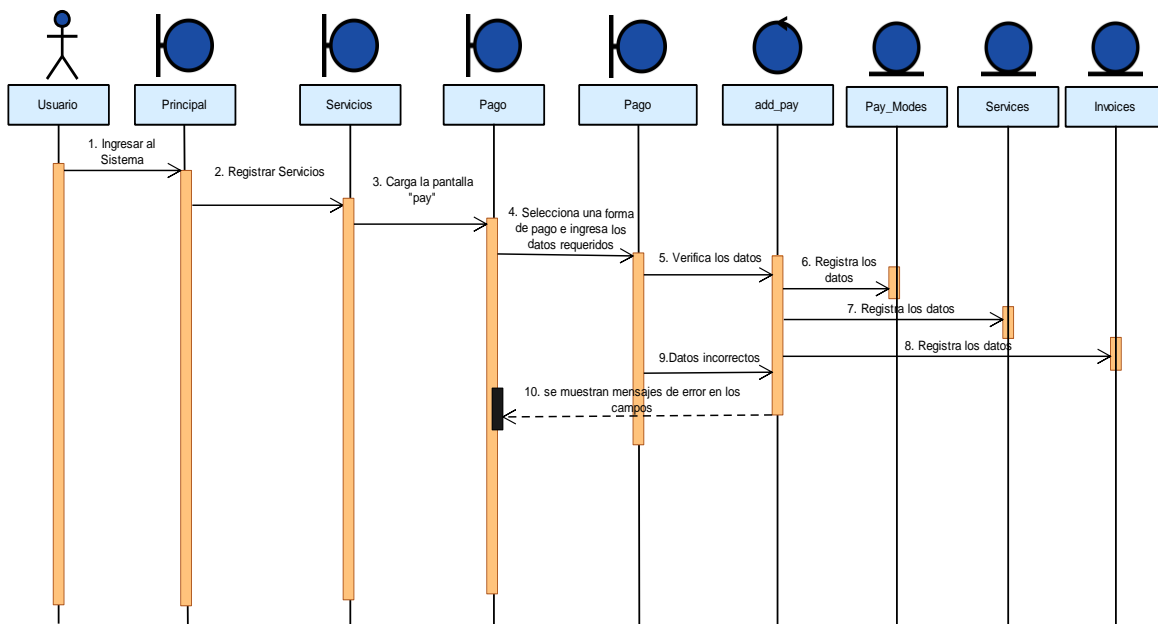 Usuario
Principal
Servicios
Pago
Pago
add_pay
Pay_Modes
Services
Invoices
1. Ingresar al
Sistema
2. Registrar Servicios
3. Carga la pantalla
"pay"
4. Selecciona una forma
de pago e ingresa los
datos requeridos
5. Verifica los datos
6. Registra los
datos
7. Registra los datos
8. Registra los datos
9.Datos incorrectos
10. se muestran mensajes de error en los
campos